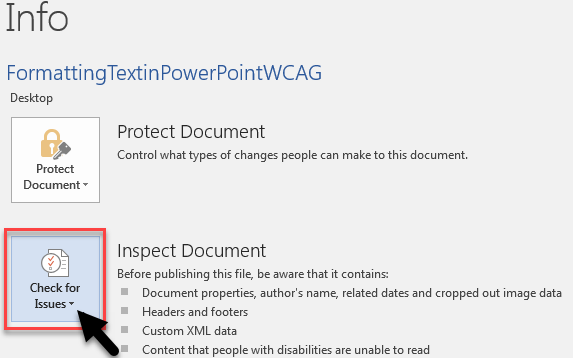 Info
FormattingTextinPowerPointWCAG
Desktop
Protect
Document
Protect Document
Control what types of changes people can make to this document.
Check for
Issues
Inspect Document
Before publishing this file, be aware that it contains:
Document properties, author's name, related dates and cropped out image data
Headers and footers
Custom XML data
Content that people with disabilities are unable to read